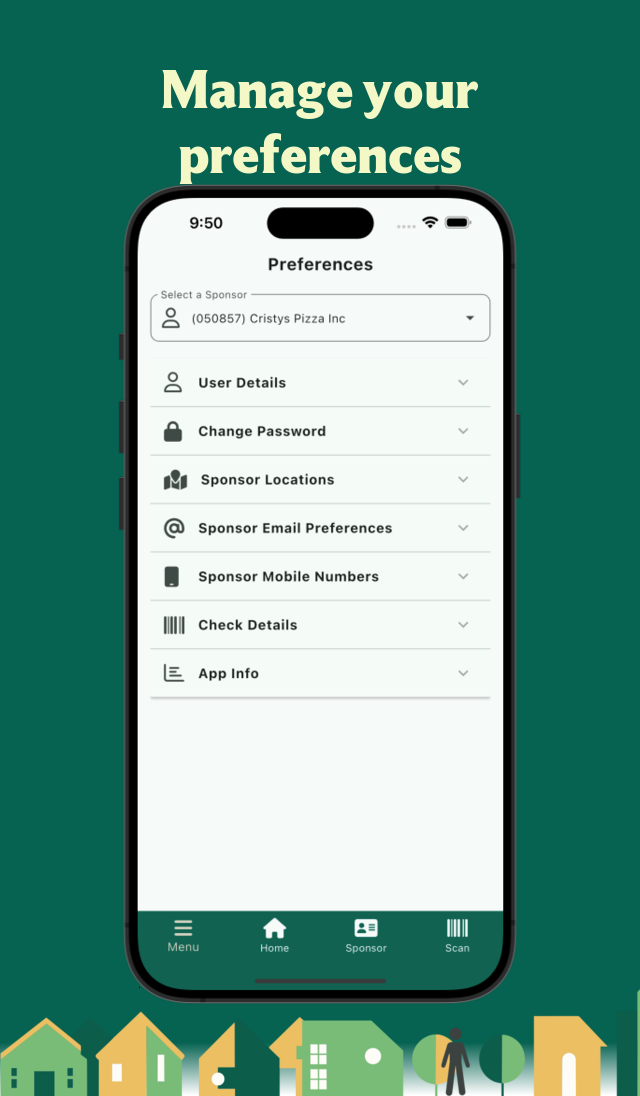 Manage your
preferences
9:50
Preferences
Select a Sponsor
(050857) Cristys Pizza Inc
User Details
Change Password
Sponsor Locations
Sponsor Email Preferences
Sponsor Mobile Numbers
Check Details
App Info
Menu Home Sponsor Scan